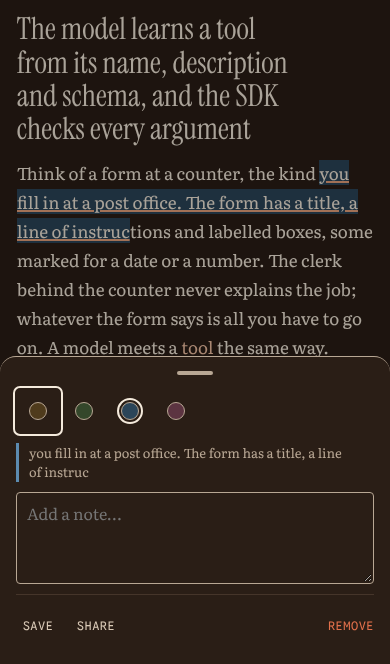 The model learns a tool
from its name, description
and schema, and the SDK
checks every argument
Think of a form at a counter, the kind you
fill in at a post office. The form has a title, a
line of instructions and labelled boxes, some
marked for a date or a number. The clerk
behind the counter never explains the job;
whatever the form says is all you have to go
on. A model meets a tool the same way.
you fill in at a post office. The form has a title, a line
of instruc
Add a note...
SAVE SHARE REMOVE